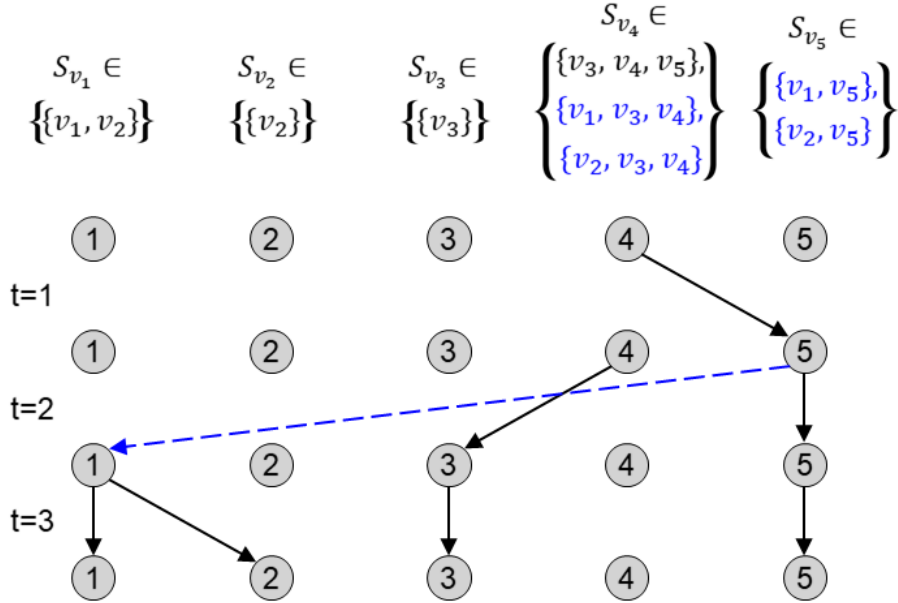 S_{v_1} ∈ S_{v_2} ∈ S_{v_3} ∈ S_{v_4} ∈ S_{v_5} ∈
{{v_1, v_2}} {{v_2}} {{v_3}} {{v_3, v_4, v_5}, {{v_1, v_5},
{v_1, v_3, v_4}, {v_2, v_5}}
{v_2, v_3, v_4}}
1 2 3 4 5
t=1
1 2 3 4 5
t=2
1 2 3 4 5
t=3
1 2 3 4 5